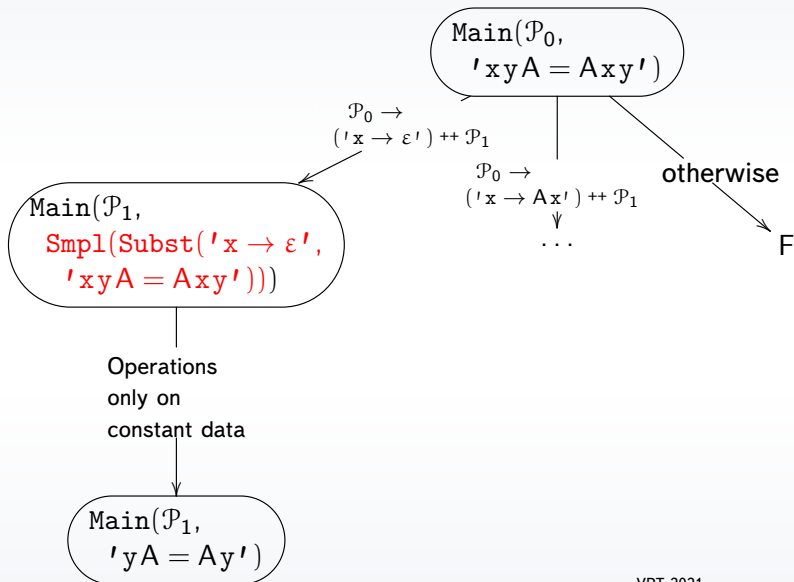 Main(𝒫₀,
'xyA = Axy')
𝒫₀ →
('x → ε') ++ 𝒫₁
𝒫₀ →
('x → Ax') ++ 𝒫₁
otherwise
Main(𝒫₁,
Smpl(Subst('x → ε',
'xyA = Axy')))
...
F
Operations
only on
constant data
Main(𝒫₁,
'yA = Ay')